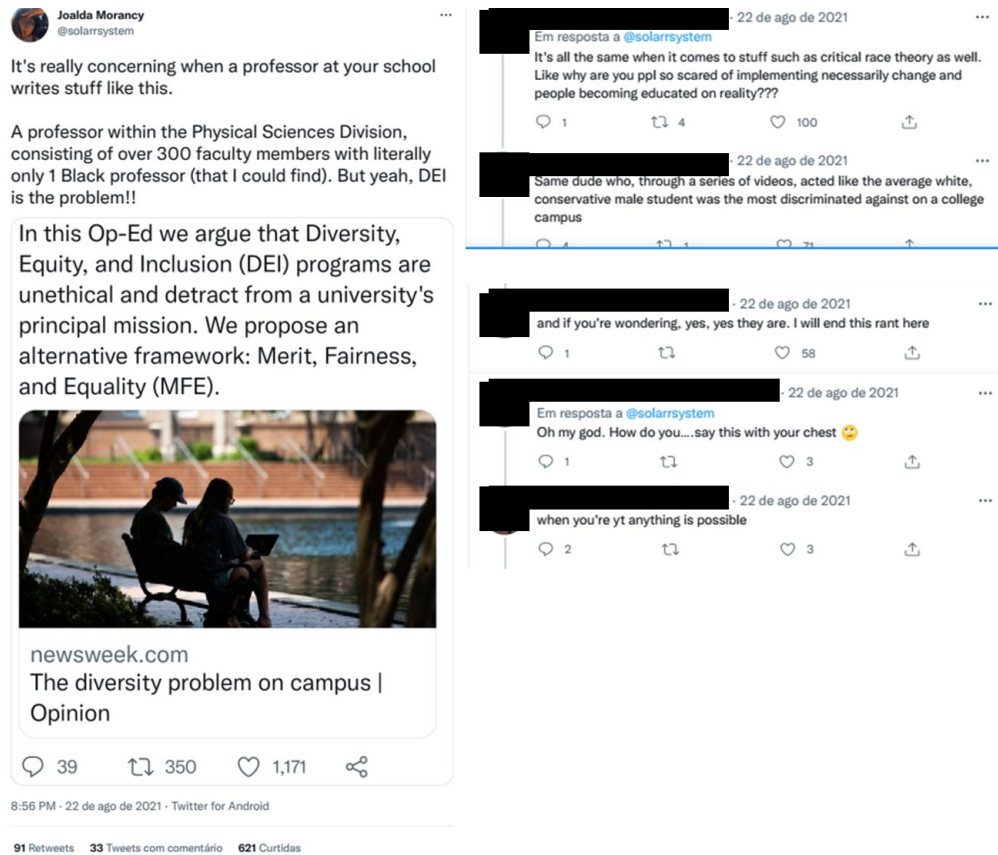 Joalda Morancy
@solarrsystem
It's really concerning when a professor at your school
writes stuff like this.
A professor within the Physical Sciences Division,
consisting of over 300 faculty members with literally
only 1 Black professor (that I could find). But yeah, DEI
is the problem!!
In this Op-Ed we argue that Diversity,
Equity, and Inclusion (DEI) programs are
unethical and detract from a university's
principal mission. We propose an
alternative framework: Merit, Fairness,
and Equality (MFE).
newsweek.com
The diversity problem on campus |
Opinion
39 350 1,171
8:56 PM · 22 de ago de 2021 · Twitter for Android
91 Retweets 33 Tweets com comentário 621 Curtidas
· 22 de ago de 2021
Em resposta a @solarrsystem
It's all the same when it comes to stuff such as critical race theory as well.
Like why are you ppl so scared of implementing necessarily change and
people becoming educated on reality???
1 4 100
· 22 de ago de 2021
Same dude who, through a series of videos, acted like the average white,
conservative male student was the most discriminated against on a college
campus
4 1 71
· 22 de ago de 2021
and if you're wondering, yes, yes they are. I will end this rant here
1 58
· 22 de ago de 2021
Em resposta a @solarrsystem
Oh my god. How do you....say this with your chest 🙄
1 3
· 22 de ago de 2021
when you're yt anything is possible
2 3